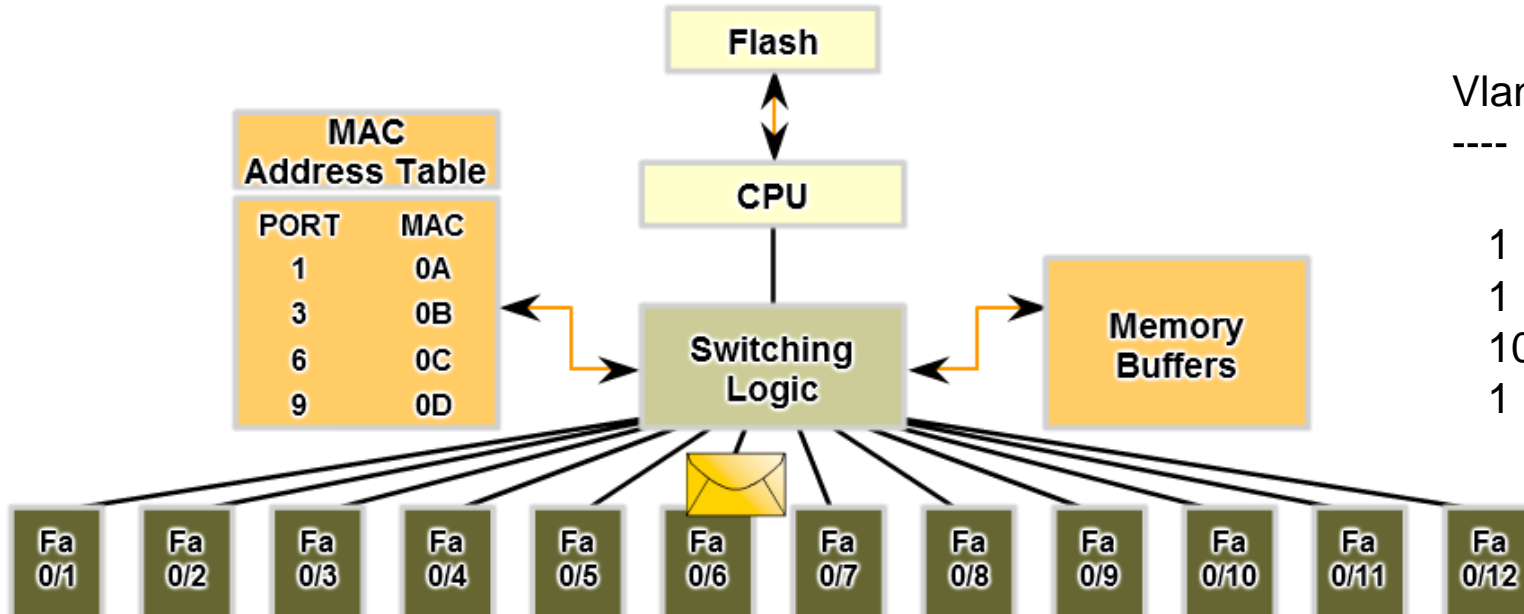 Flash
MAC
Address Table
CPU
PORT MAC
1 0A
3 0B
6 0C
9 0D
Switching
Logic
Memory
Buffers
Fa
0/1
Fa
0/2
Fa
0/3
Fa
0/4
Fa
0/5
Fa
0/6
Fa
0/7
Fa
0/8
Fa
0/9
Fa
0/10
Fa
0/11
Fa
0/12
Vlan
----
1
1
10
1